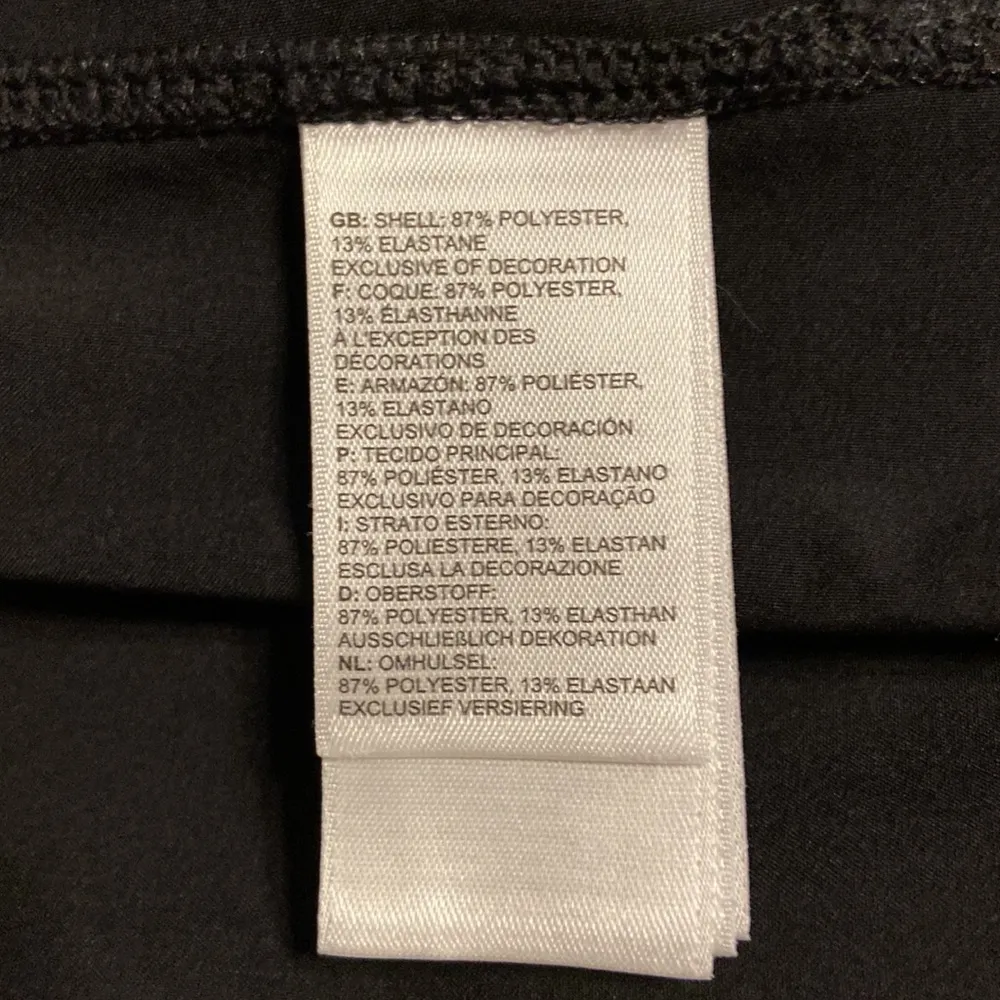 GB: SHELL: 87% POLYESTER,
13% ELASTANE
EXCLUSIVE OF DECORATION
F: COQUE: 87% POLYESTER,
13% ÉLASTHANNE
À L'EXCEPTION DES
DÉCORATIONS
E: ARMAZÓN: 87% POLIÉSTER,
13% ELASTANO
EXCLUSIVO DE DECORACIÓN
P: TECIDO PRINCIPAL:
87% POLIÉSTER, 13% ELASTANO
EXCLUSIVO PARA DECORAÇÃO
I: STRATO ESTERNO:
87% POLIESTERE, 13% ELASTAN
ESCLUSA LA DECORAZIONE
D: OBERSTOFF:
87% POLYESTER, 13% ELASTHAN
AUSSCHLIEßLICH DEKORATION
NL: OMHULSEL:
87% POLYESTER, 13% ELASTAAN
EXCLUSIEF VERSIERING